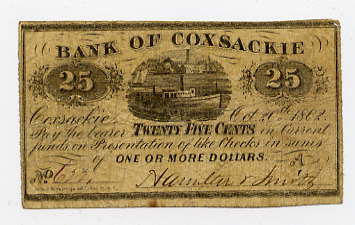 BANK OF COXSACKIE
25 25
Coxsackie Oct 20th 1862
Pay the bearer TWENTY FIVE CENTS in Current
funds on Presentation of like Checks in sums
of ONE OR MORE DOLLARS. A
No